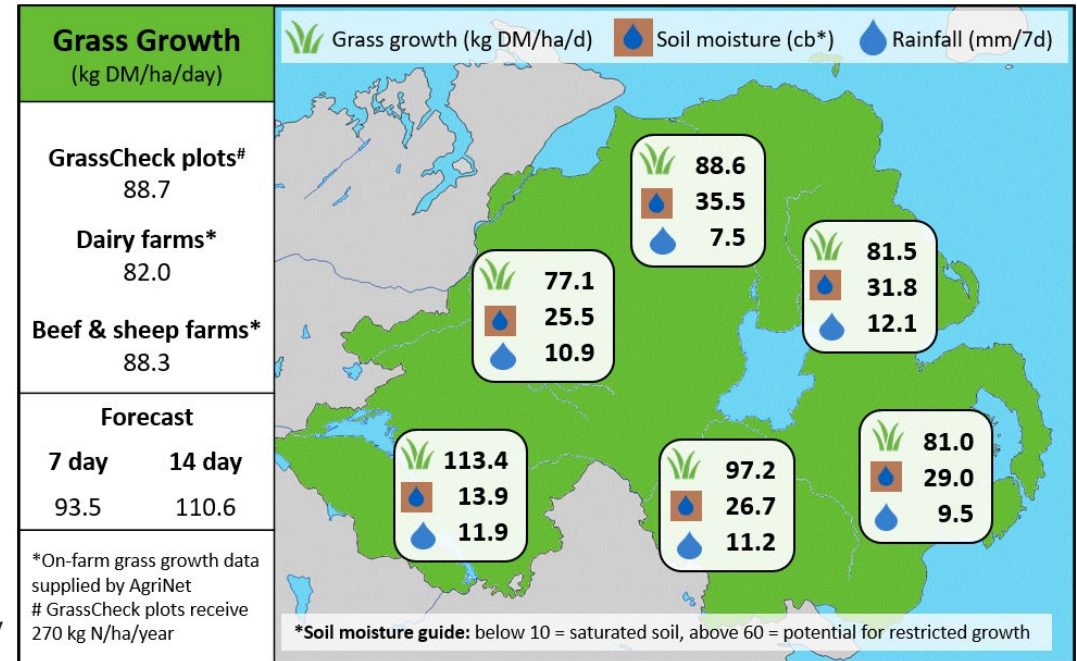 Grass Growth
(kg DM/ha/day)
GrassCheck plots#
88.7
Dairy farms*
82.0
Beef & sheep farms*
88.3
Forecast
7 day 14 day
93.5 110.6
*On-farm grass growth data
supplied by AgriNet
# GrassCheck plots receive
270 kg N/ha/year
Grass growth (kg DM/ha/d) Soil moisture (cb*) Rainfall (mm/7d)
88.6
35.5
7.5
81.5
31.8
12.1
77.1
25.5
10.9
113.4
13.9
11.9
97.2
26.7
11.2
81.0
29.0
9.5
*Soil moisture guide: below 10 = saturated soil, above 60 = potential for restricted growth